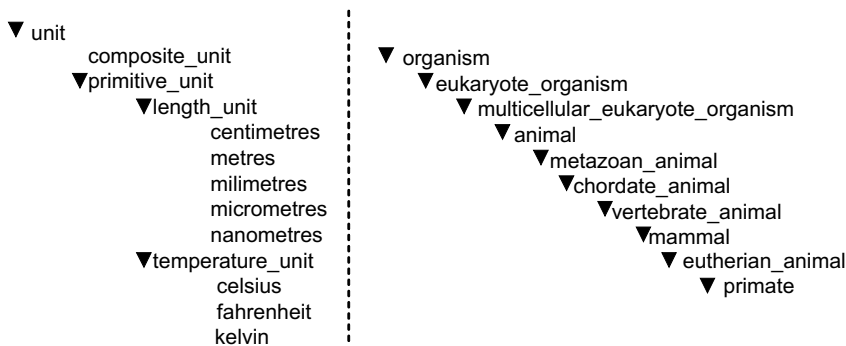 unit
composite_unit
primitive_unit
length_unit
centimetres
metres
milimetres
micrometres
nanometres
temperature_unit
celsius
fahrenheit
kelvin
organism
eukaryote_organism
multicellular_eukaryote_organism
animal
metazoan_animal
chordate_animal
vertebrate_animal
mammal
eutherian_animal
primate